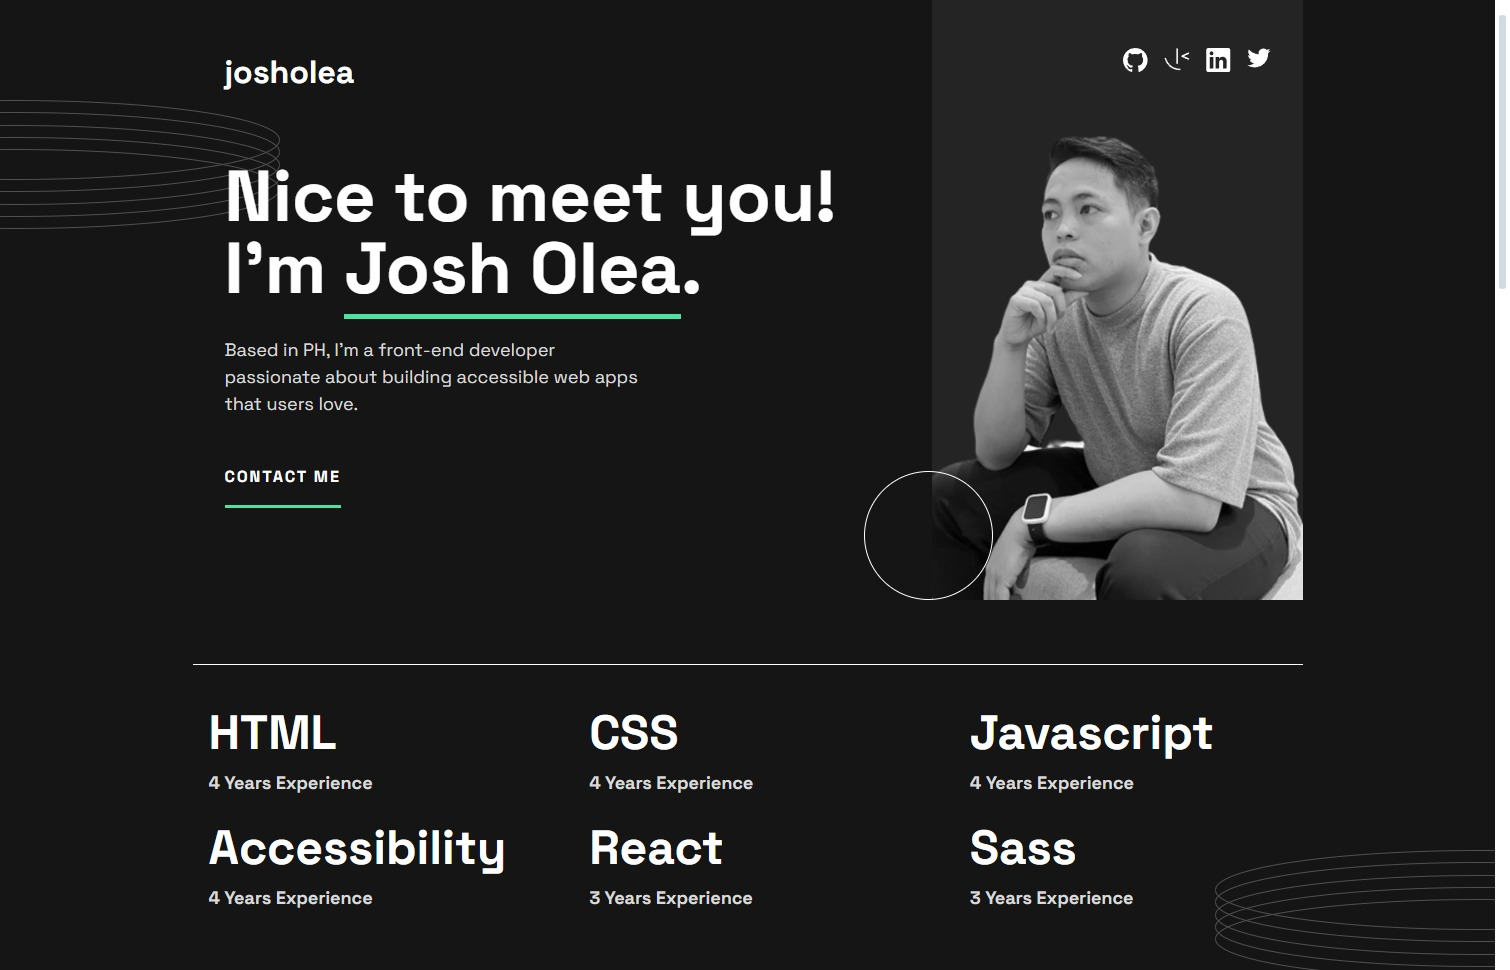 josholea
Nice to meet you!
I'm Josh Olea.
Based in PH, I'm a front-end developer
passionate about building accessible web apps
that users love.
CONTACT ME
HTML
4 Years Experience
CSS
4 Years Experience
Javascript
4 Years Experience
Accessibility
4 Years Experience
React
3 Years Experience
Sass
3 Years Experience